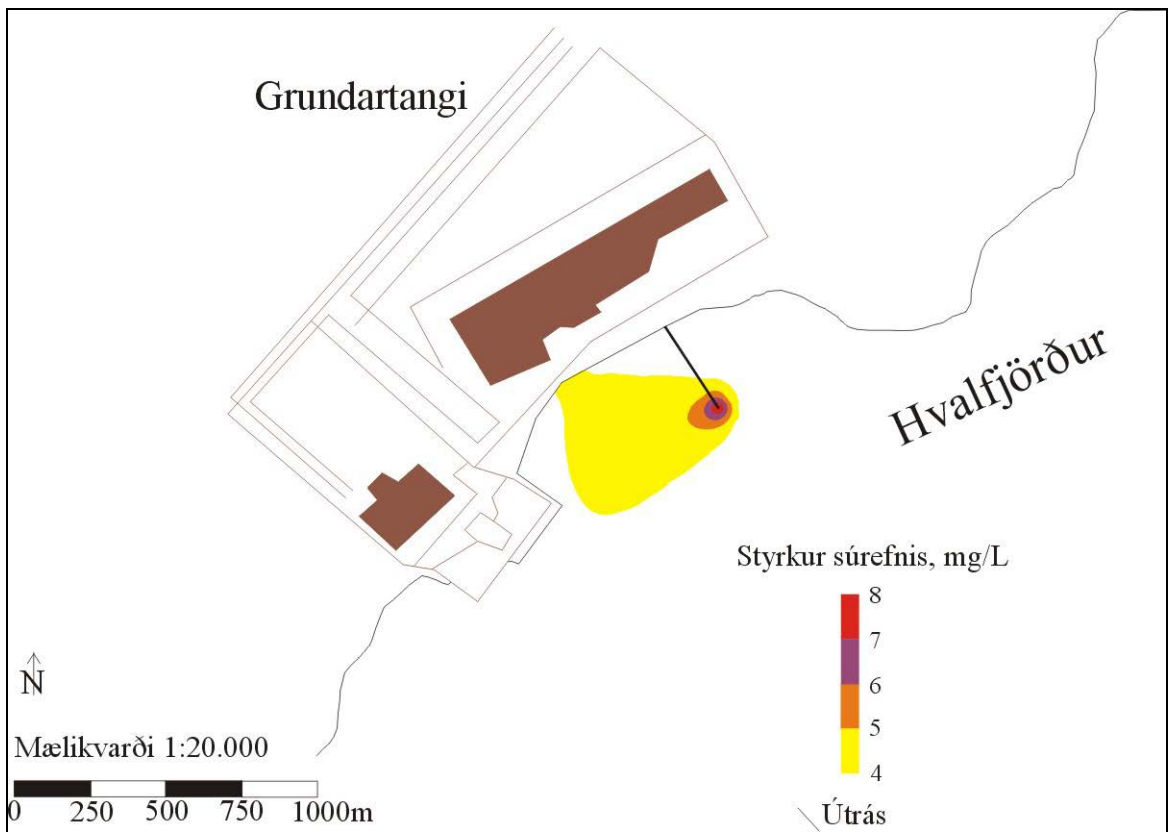 Grundartangi
Hvalfjörður
Styrkur súrefnis, mg/L
8
7
6
5
4
N
Mælikvarði 1:20.000
0 250 500 750 1000m
Útrás